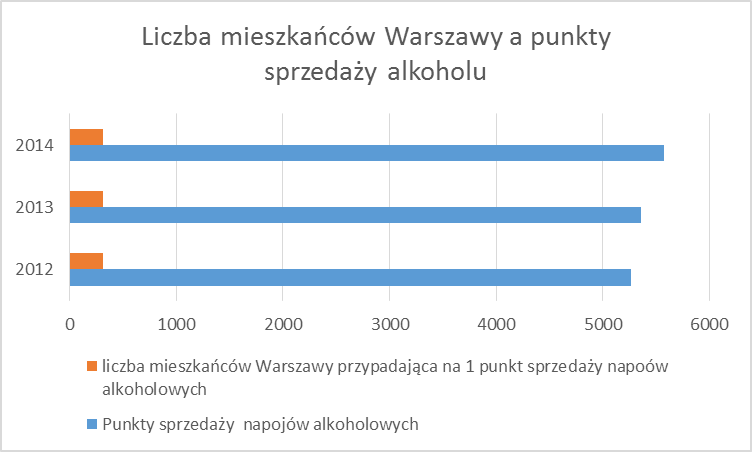 Liczba mieszkańców Warszawy a punkty
sprzedaży alkoholu
2014
2013
2012
0 1000 2000 3000 4000 5000 6000
liczba mieszkańców Warszawy przypadająca na 1 punkt sprzedaży napoów
alkoholowych
Punkty sprzedaży napojów alkoholowych